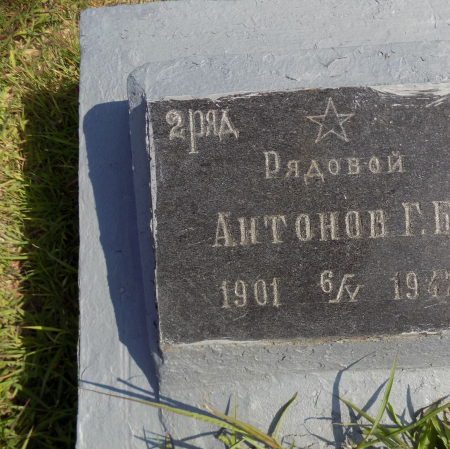 2 ряд
Рядовой
Антонов Г.
1901 6/V